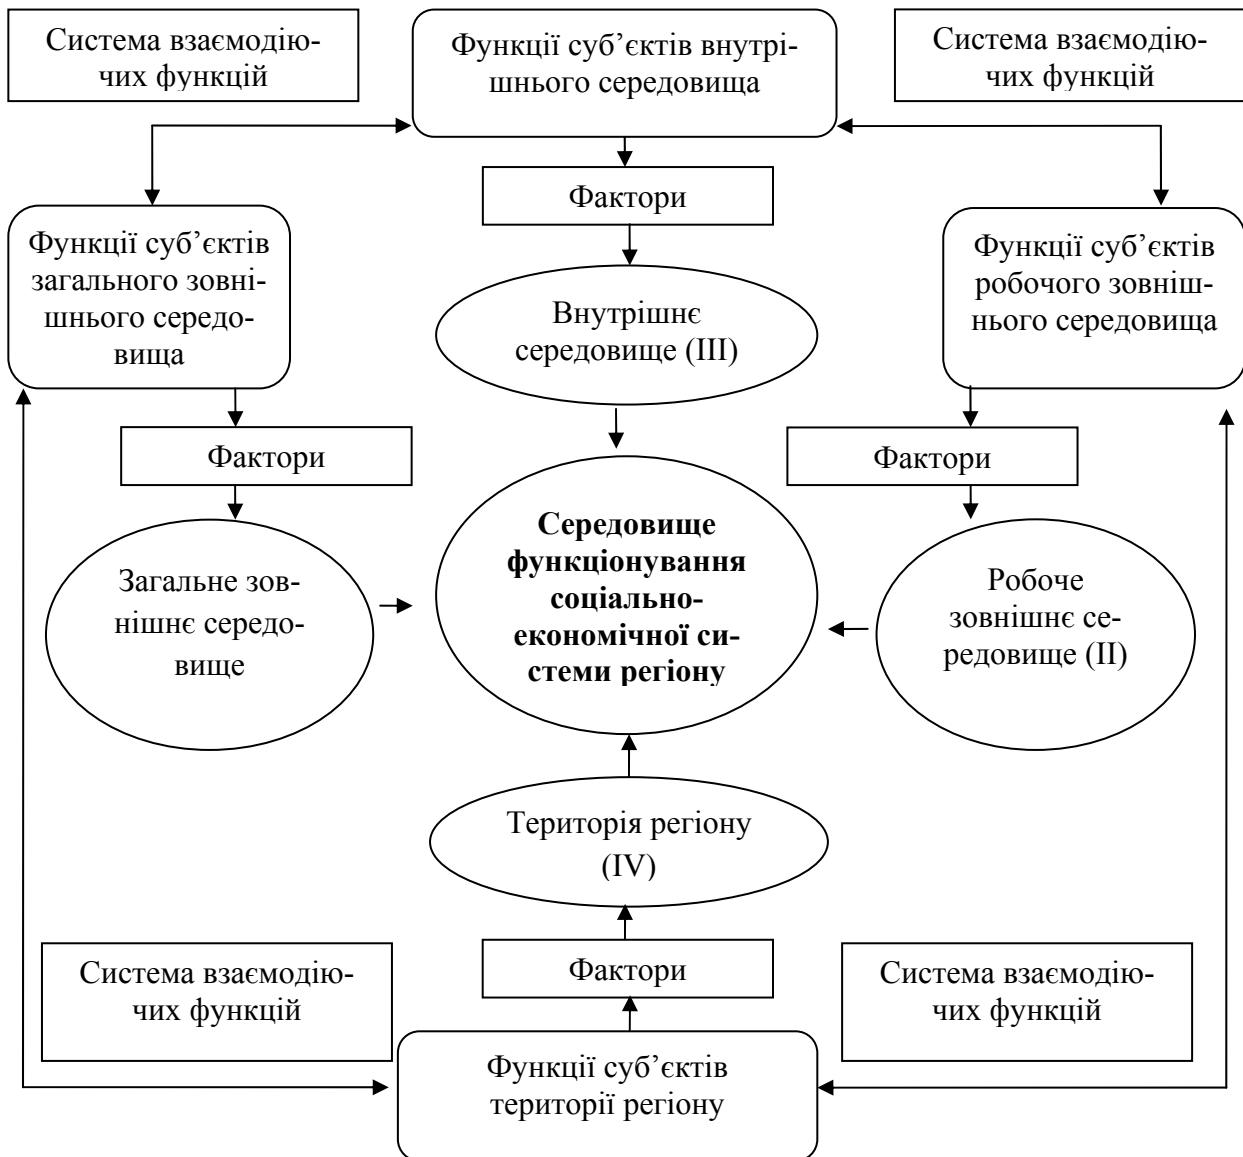 Система взаємодію-
чих функцій
Функції суб’єктів внутрі-
шнього середовища
Система взаємодію-
чих функцій
Фактори
Функції суб’єктів
загального зовні-
шнього середо-
вища
Функції суб’єктів
робочого зовніш-
нього середовища
Внутрішнє
середовище (III)
Фактори
Фактори
Середовище
функціонування
соціально-
економічної си-
стеми регіону
Загальне зов-
нішнє середо-
вище
Робоче
зовнішнє се-
редовище (II)
Територія регіону
(IV)
Система взаємодію-
чих функцій
Фактори
Система взаємодію-
чих функцій
Функції суб’єктів
території регіону